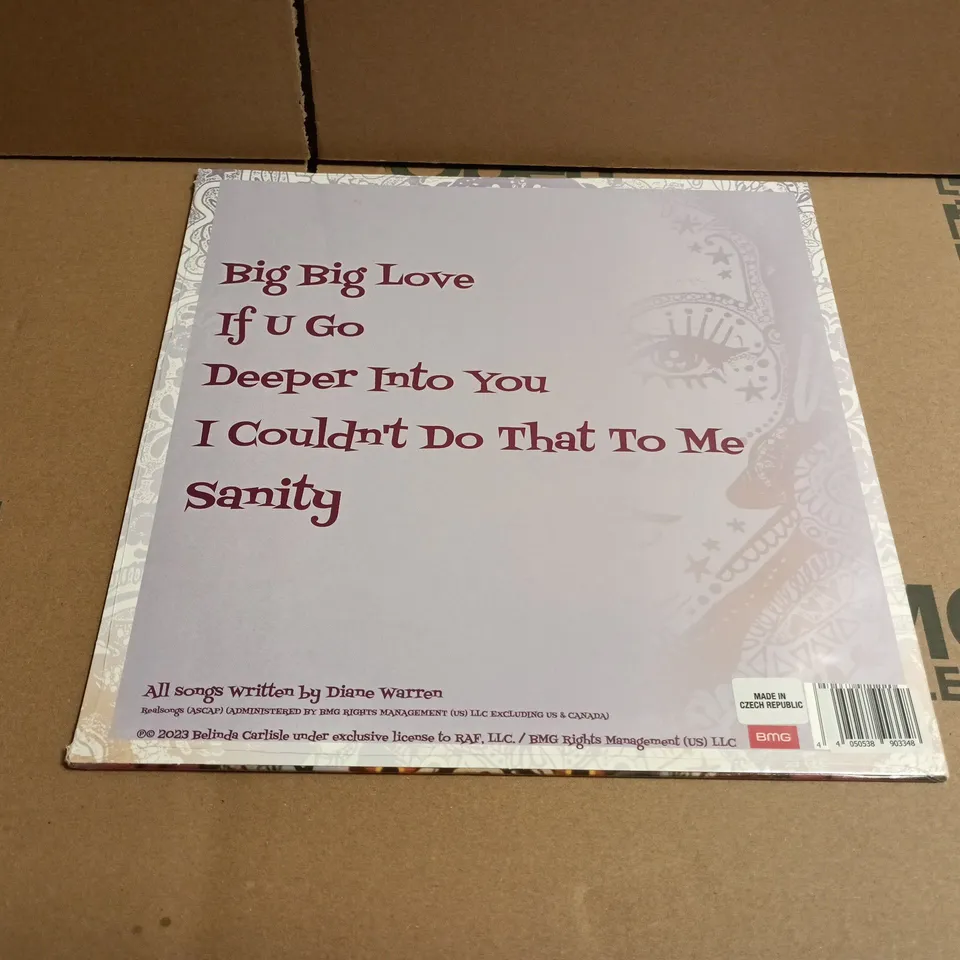 Big Big Love
If U Go
Deeper Into You
I Couldn't Do That To Me
Sanity
All songs written by Diane Warren
Realsongs (ASCAP) (Administered by BMG Rights Management (US) LLC excluding US & Canada)
℗© 2023 Belinda Carlisle under exclusive license to RAF, LLC. / BMG Rights Management (US) LLC
MADE IN
CZECH REPUBLIC
BMG
4 050538 903348